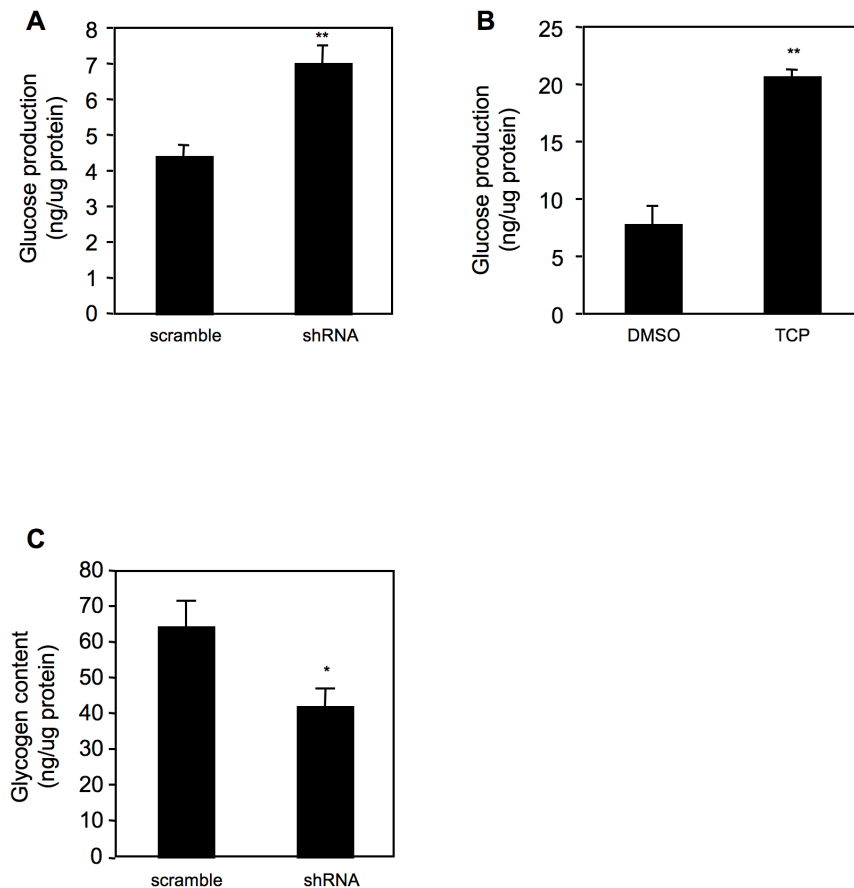 A
Glucose production
(ng/ug protein)
8
7
6
5
4
3
2
1
0
**
scramble
shRNA
B
Glucose production
(ng/ug protein)
25
20
15
10
5
0
**
DMSO
TCP
C
Glycogen content
(ng/ug protein)
80
70
60
50
40
30
20
10
0
*
scramble
shRNA